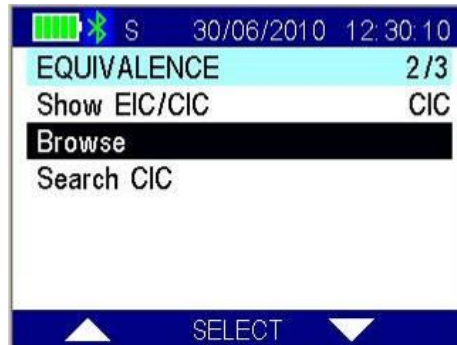 S 30/06/2010 12:30:10
EQUIVALENCE 2/3
Show EIC/CIC CIC
Browse
Search CIC
SELECT